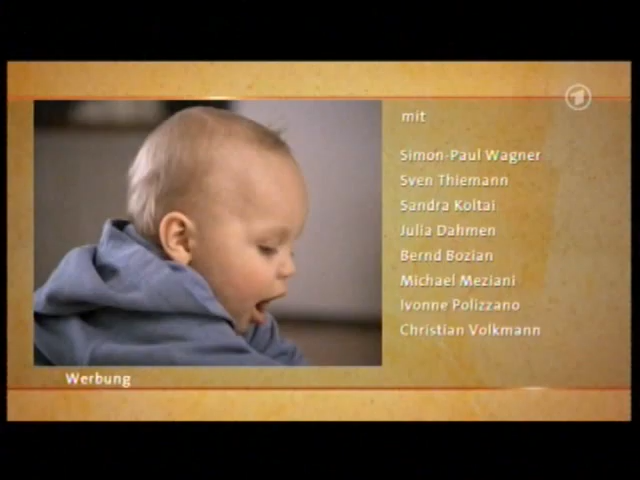 mit
Simon-Paul Wagner
Sven Thiemann
Sandra Koltai
Julia Dahmen
Bernd Bozian
Michael Meziani
Ivonne Polizzano
Christian Volkmann
Werbung